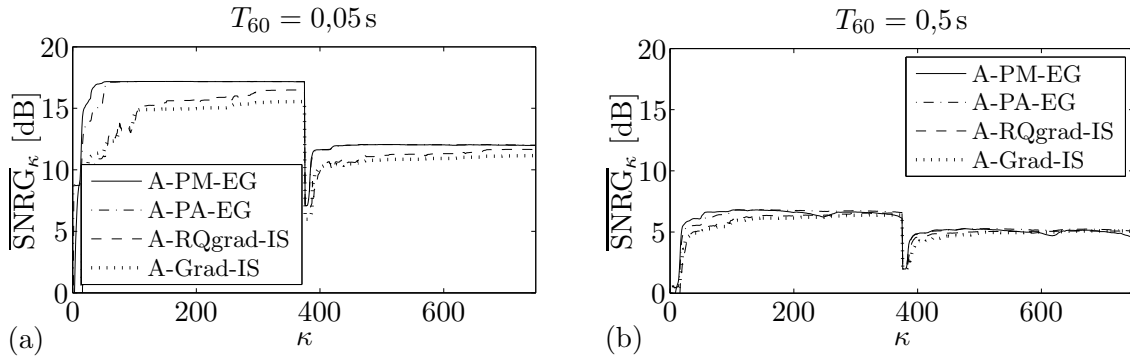 T60 = 0,05 s
SNRGκ [dB]
20
15
10
5
0
A-PM-EG
A-PA-EG
A-RQgrad-IS
A-Grad-IS
0 200 400 600
κ
(a)
T60 = 0,5 s
SNRGκ [dB]
20
15
10
5
0
A-PM-EG
A-PA-EG
A-RQgrad-IS
A-Grad-IS
0 200 400 600
κ
(b)